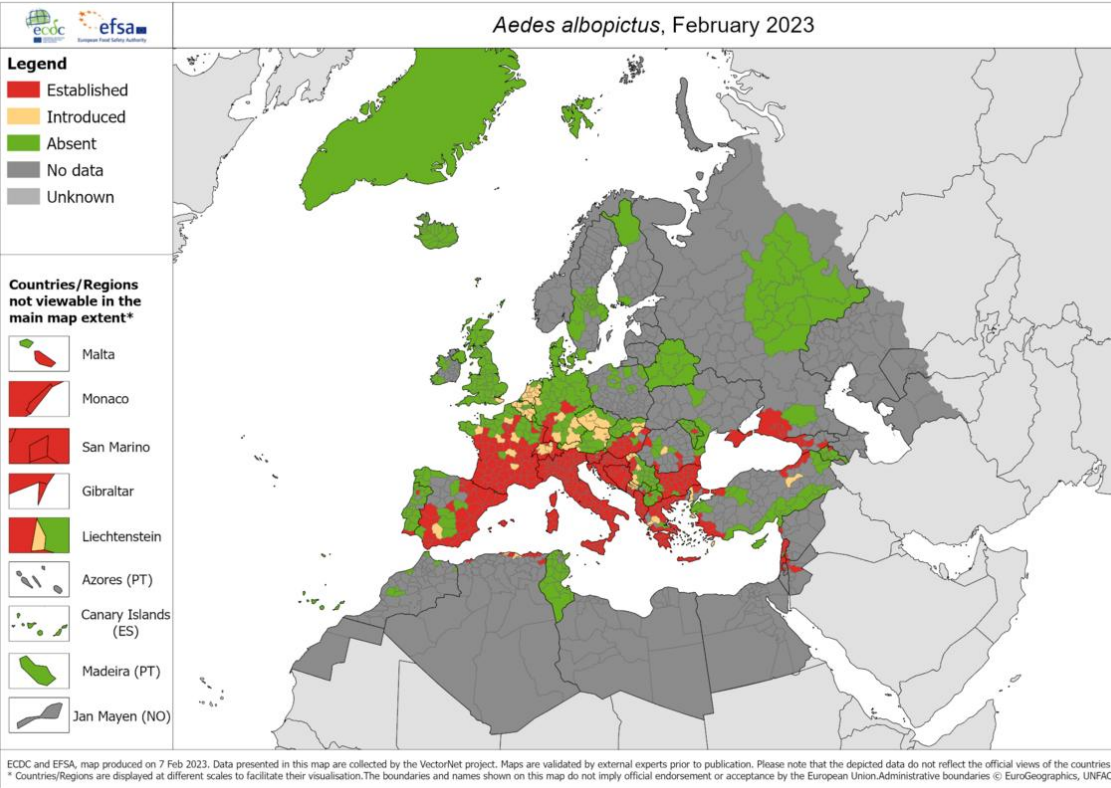 ecdc
efsa
European Food Safety Authority
Aedes albopictus, February 2023
Legend
Established
Introduced
Absent
No data
Unknown
Countries/Regions
not viewable in the
main map extent*
Malta
Monaco
San Marino
Gibraltar
Liechtenstein
Azores (PT)
Canary Islands
(ES)
Madeira (PT)
Jan Mayen (NO)
ECDC and EFSA, map produced on 7 Feb 2023. Data presented in this map are collected by the VectorNet project. Maps are validated by external experts prior to publication. Please note that the depicted data do not reflect the official views of the countries
* Countries/Regions are displayed at different scales to facilitate their visualisation.The boundaries and names shown on this map do not imply official endorsement or acceptance by the European Union.Administrative boundaries © EuroGeographics, UNFAO